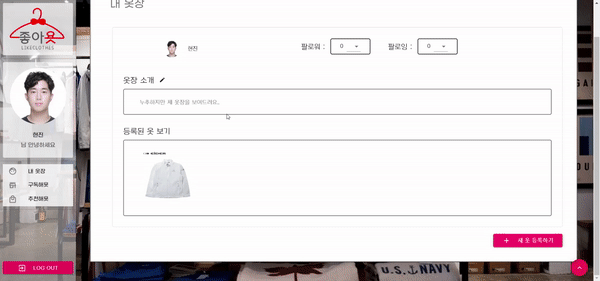 내 옷장
좋아옷
LIKECLOTHES
현진
팔로워 : 0
팔로잉 : 0
옷장 소개
누추하지만 제 옷장을 보여드려요.
등록된 옷 보기
현진
님 안녕하세요
내 옷장
구독해옷
추천해옷
새 옷 등록하기
LOG OUT
U.S. NAVY